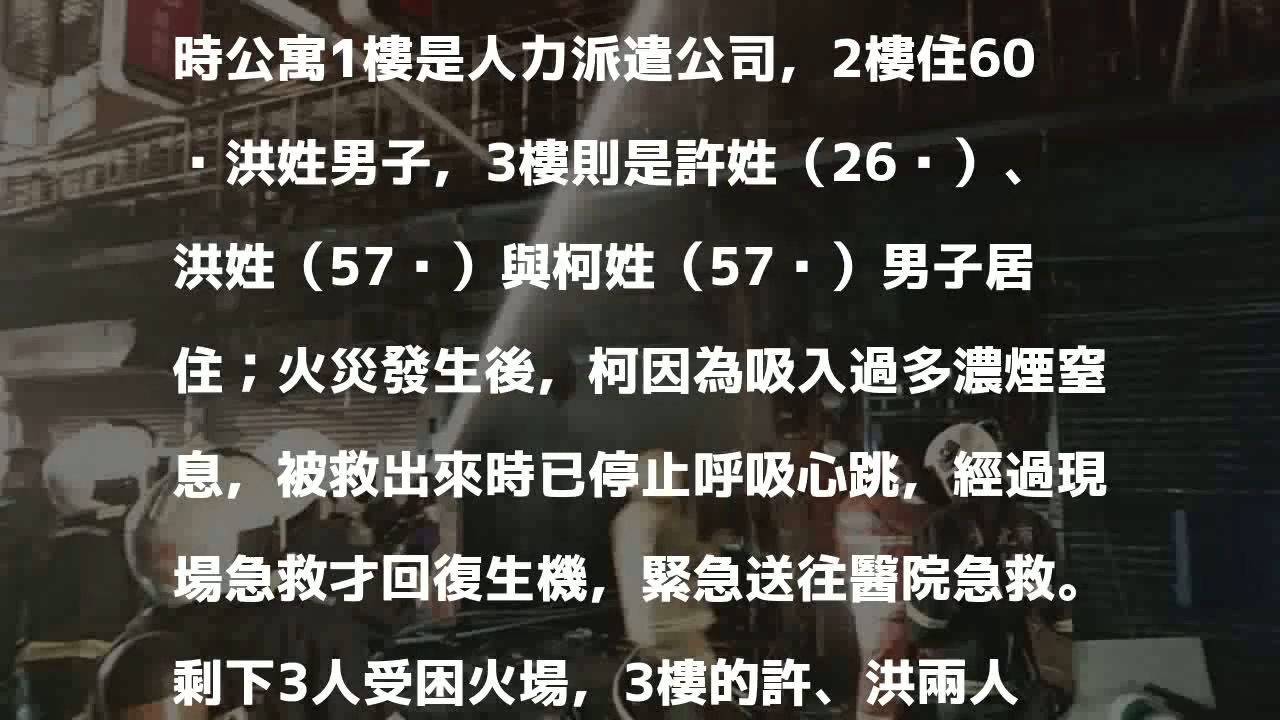 時公寓1樓是人力派遣公司，2樓住60
▪洪姓男子，3樓則是許姓（26▪）、
洪姓（57▪）與柯姓（57▪）男子居
住；火災發生後，柯因為吸入過多濃煙窒
息，被救出來時已停止呼吸心跳，經過現
場急救才回復生機，緊急送往醫院急救。
剩下3人受困火場，3樓的許、洪兩人